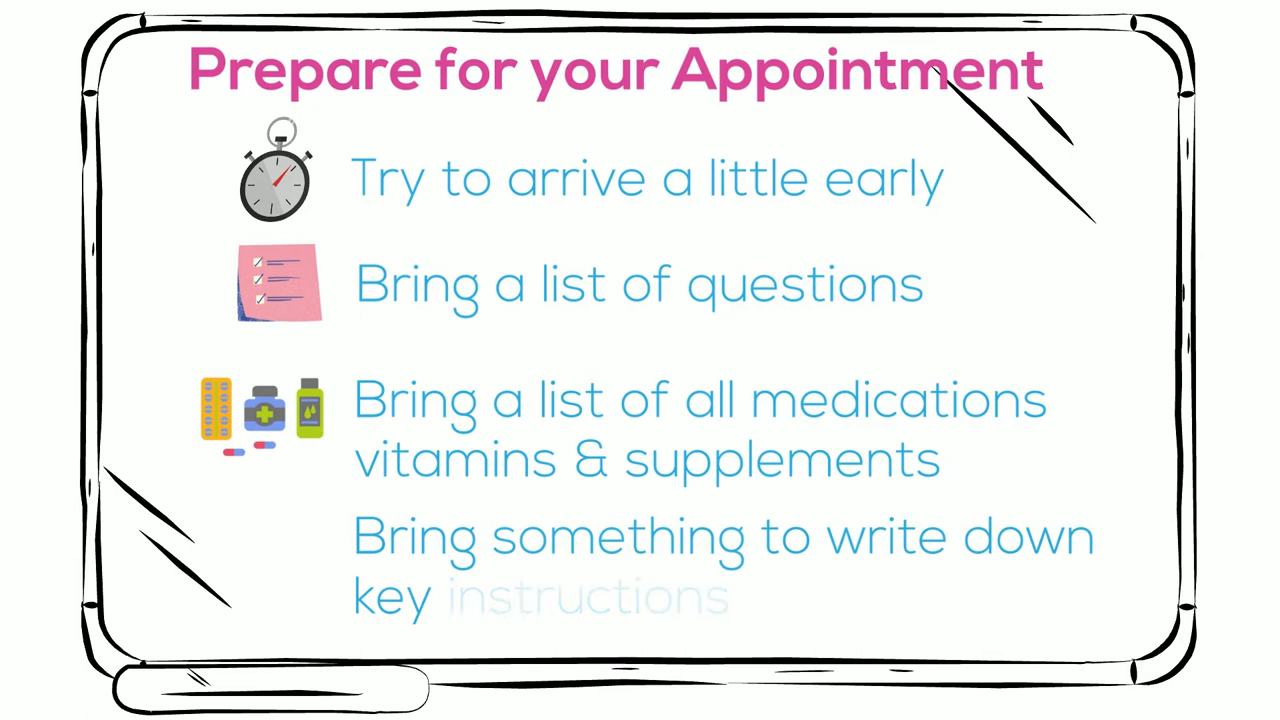 Prepare for your Appointment
Try to arrive a little early
Bring a list of questions
Bring a list of all medications
vitamins & supplements
Bring something to write down
key instructions